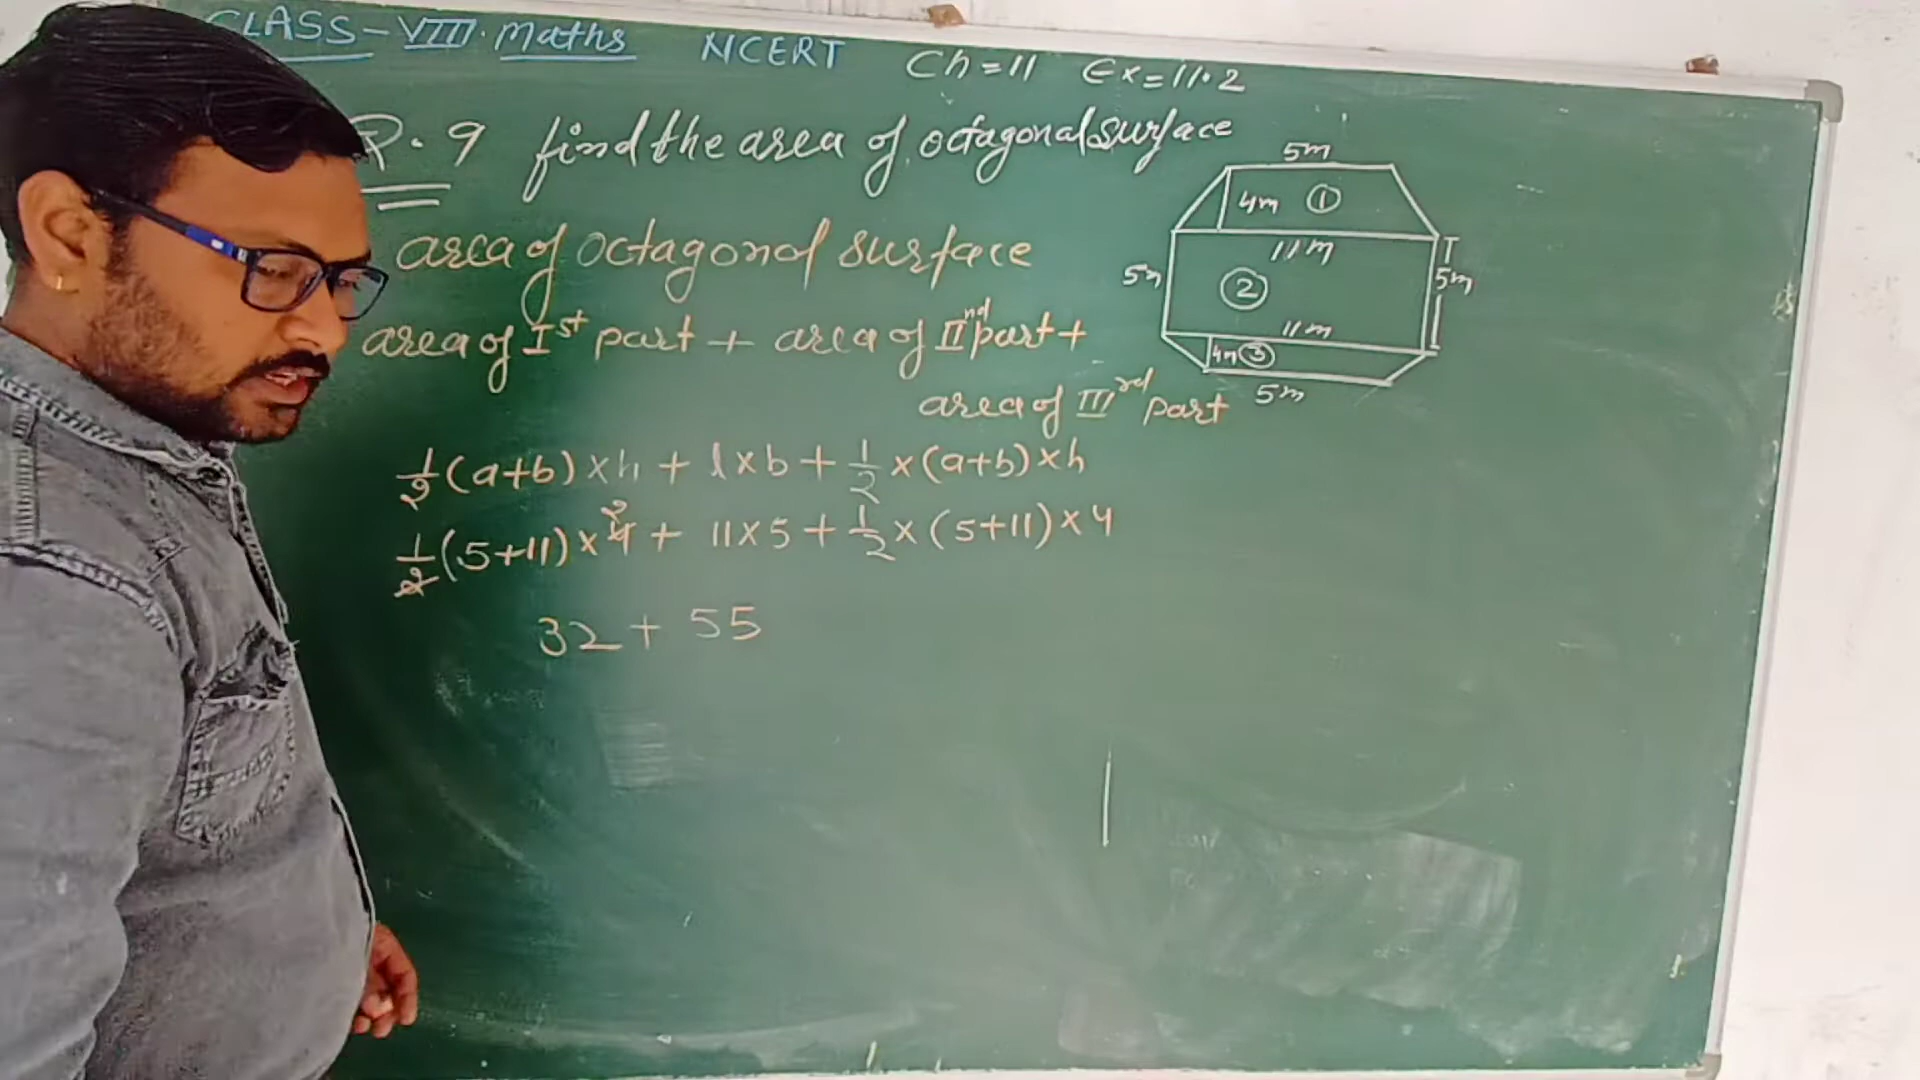 CLASS-VIII. Maths NCERT Ch=11 Ex=11.2
Q.9 find the area of octagonal surface
area of octagonal surface
area of Ist part + area of IInd part +
area of IIIrd part
1/2(a+b)×h + l×b + 1/2×(a+b)×h
1/2(5+11)×4 2 + 11×5 + 1/2×(5+11)×4
32 + 55
5m
4m 1
11m
5m 2 5m
11m
4m 3
5m